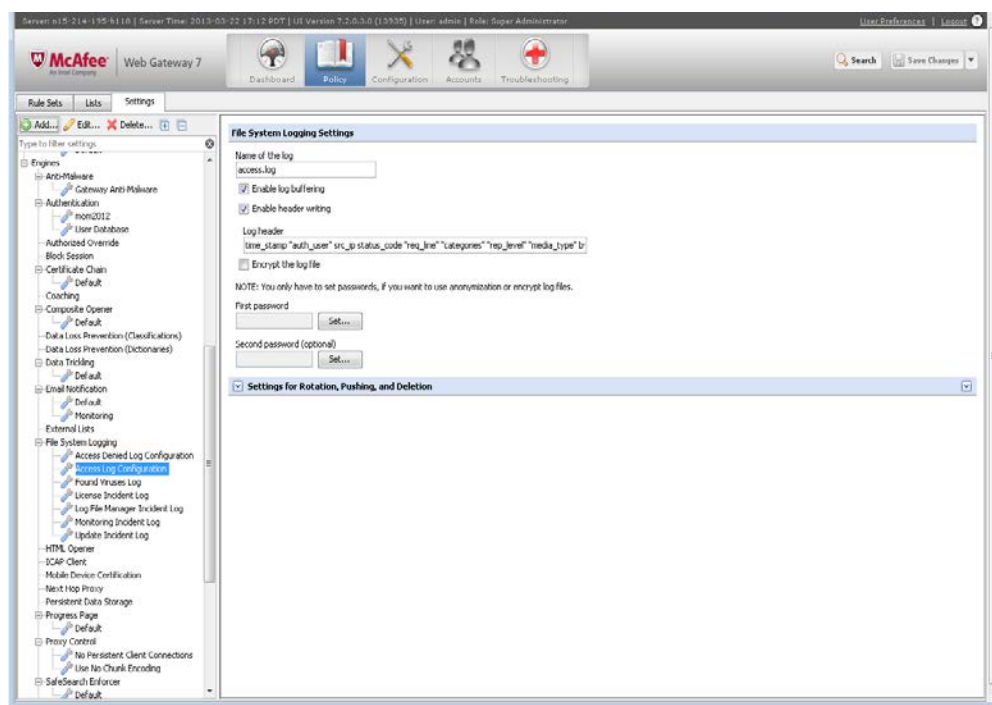 Server: n15-214-195-h118 | Server Time: 2013-03-22 17:12 PDT | UI Version 7.2.0.3.0 (13935) | User: admin | Role: Super Administrator
User Preferences | Logout
McAfee
An Intel Company
Web Gateway 7
Dashboard
Policy
Configuration
Accounts
Troubleshooting
Search
Save Changes
Rule Sets
Lists
Settings
Add...
Edit...
Delete...
Type to filter settings
Engines
Anti-Malware
Gateway Anti-Malware
Authentication
mom2012
User Database
Authorized Override
Block Session
Certificate Chain
Default
Coaching
Composite Opener
Default
Data Loss Prevention (Classifications)
Data Loss Prevention (Dictionaries)
Data Trickling
Default
Email Notification
Default
Monitoring
External Lists
File System Logging
Access Denied Log Configuration
Access Log Configuration
Found Viruses Log
License Incident Log
Log File Manager Incident Log
Monitoring Incident Log
Update Incident Log
HTML Opener
ICAP Client
Mobile Device Certification
Next Hop Proxy
Persistent Data Storage
Progress Page
Default
Proxy Control
No Persistent Client Connections
Use No Chunk Encoding
SafeSearch Enforcer
Default
File System Logging Settings
Name of the log
access.log
Enable log buffering
Enable header writing
Log header
time_stamp "auth_user" src_ip status_code "req_line" "categories" "rep_level" "media_type" b
Encrypt the log file
NOTE: You only have to set passwords, if you want to use anonymization or encrypt log files.
First password
Set...
Second password (optional)
Set...
Settings for Rotation, Pushing, and Deletion